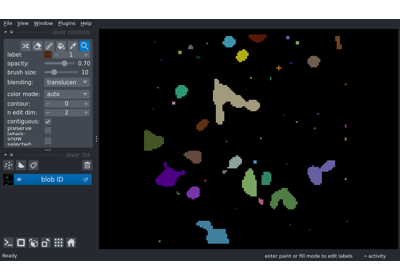 File View Window Plugins Help
layer controls
label: 1
opacity: 0.70
brush size: 10
blending: translucen
color mode: auto
contour: 0
n edit dim: 2
contiguous:
preserve labels:
show selected:
layer list
blob ID
Ready
enter paint or fill mode to edit labels
activity